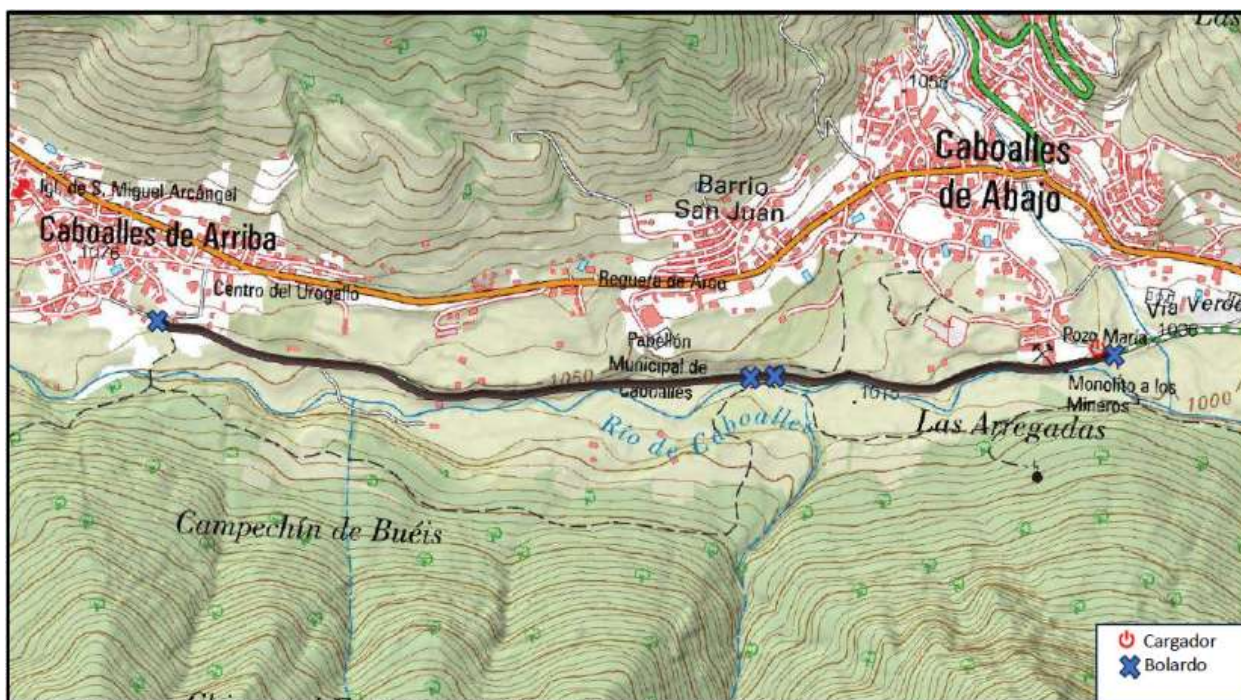 Las
1056
Caboalles
de Abajo
Barrio
San Juan
Igl. de S. Miguel Arcángel
Caboalles de Arriba
1076
Centro del Urogallo
Reguera de Arco
Vía Verde
Pozo María
1036
Pabellón
Municipal de
Caboalles
1050
1015
Monolito a los
Mineros
1000
Río de Caboalles
Las Arregadas
Campechín de Buéis
Cargador
Bolardo